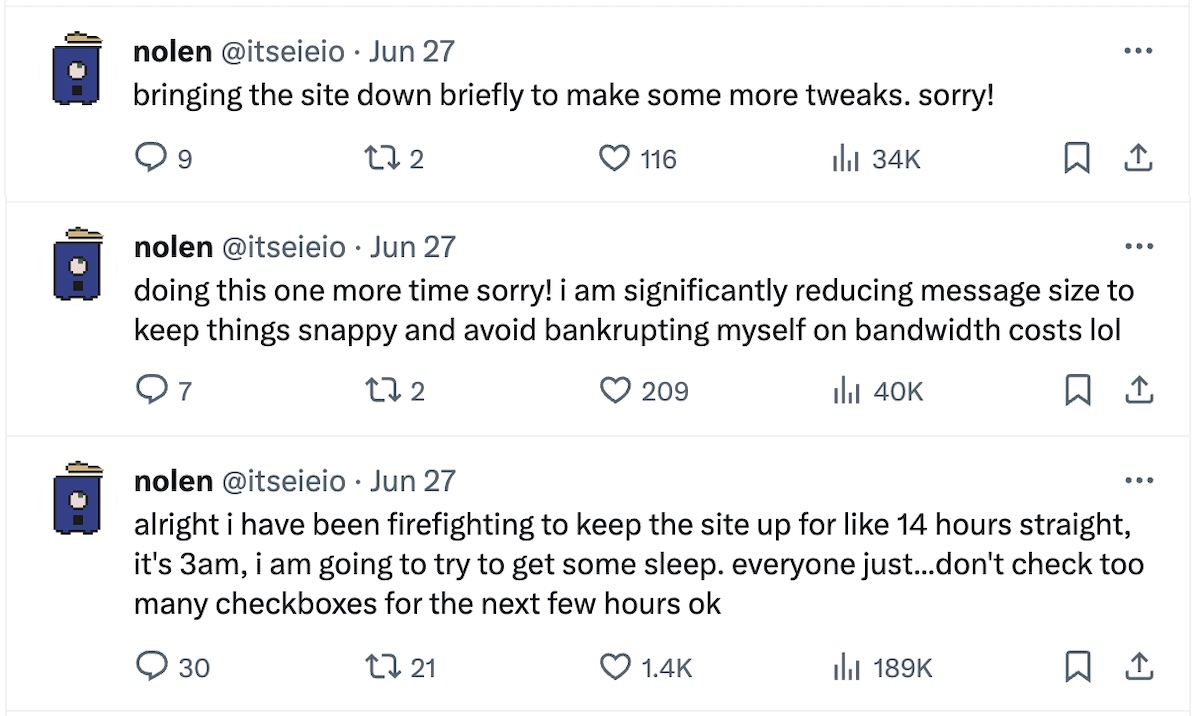 nolen @itseieio · Jun 27
bringing the site down briefly to make some more tweaks. sorry!
9 2 116 34K
nolen @itseieio · Jun 27
doing this one more time sorry! i am significantly reducing message size to
keep things snappy and avoid bankrupting myself on bandwidth costs lol
7 2 209 40K
nolen @itseieio · Jun 27
alright i have been firefighting to keep the site up for like 14 hours straight,
it's 3am, i am going to try to get some sleep. everyone just...don't check too
many checkboxes for the next few hours ok
30 21 1.4K 189K